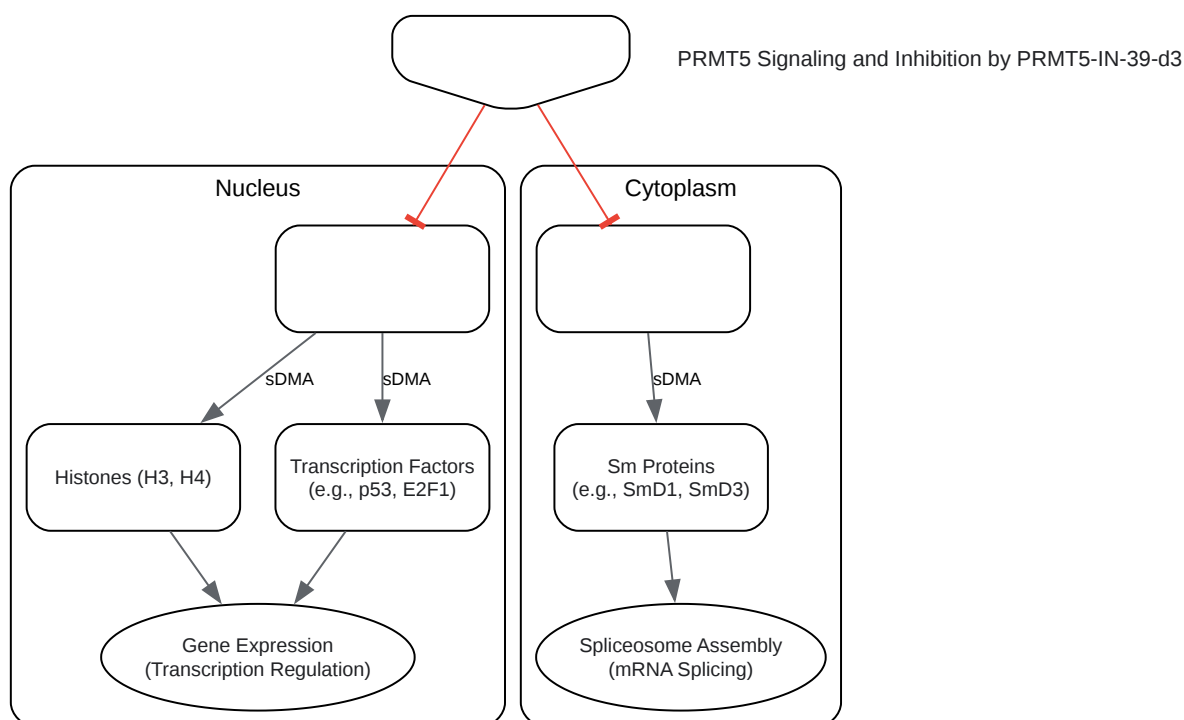 PRMT5 Signaling and Inhibition by PRMT5-IN-39-d3
Nucleus
Cytoplasm
sDMA
sDMA
sDMA
Histones (H3, H4)
Transcription Factors
(e.g., p53, E2F1)
Sm Proteins
(e.g., SmD1, SmD3)
Gene Expression
(Transcription Regulation)
Spliceosome Assembly
(mRNA Splicing)